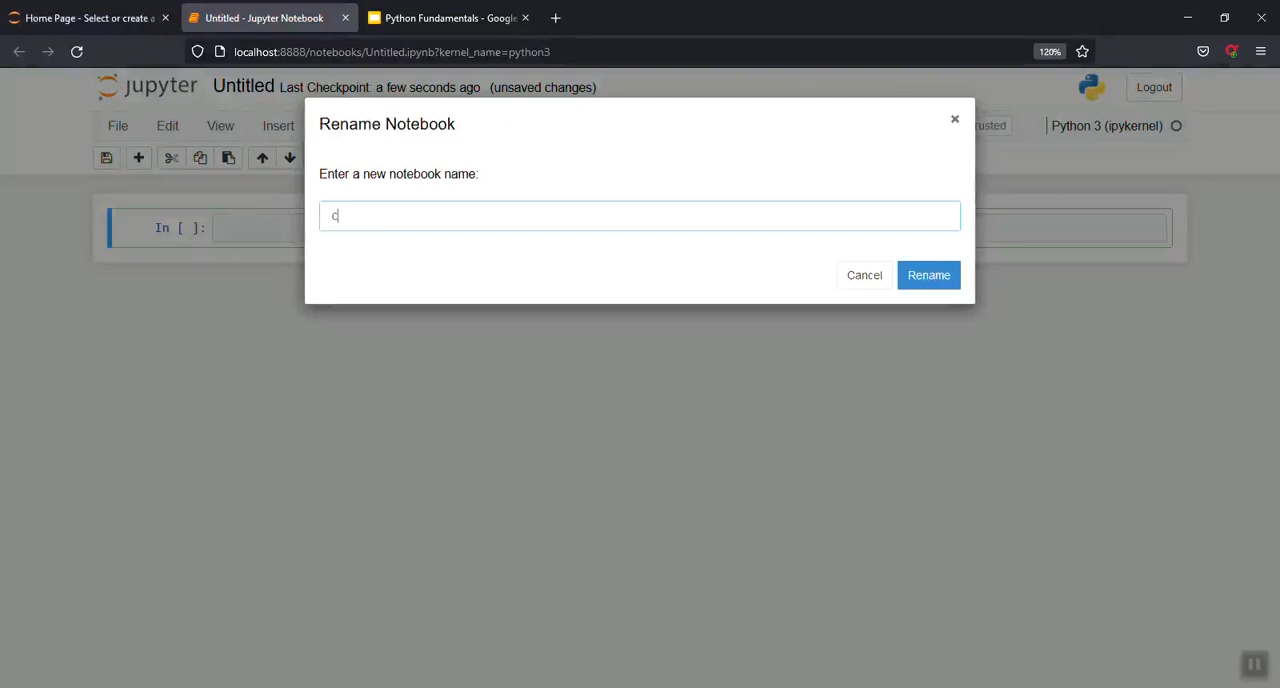 Home Page - Select or create a
Untitled - Jupyter Notebook
Python Fundamentals - Google
localhost:8888/notebooks/Untitled.ipynb?kernel_name=python3
120%
jupyter Untitled Last Checkpoint: a few seconds ago (unsaved changes)
Logout
File Edit View Insert
rusted
Python 3 (ipykernel)
Rename Notebook
Enter a new notebook name:
c
In [ ]:
Cancel Rename